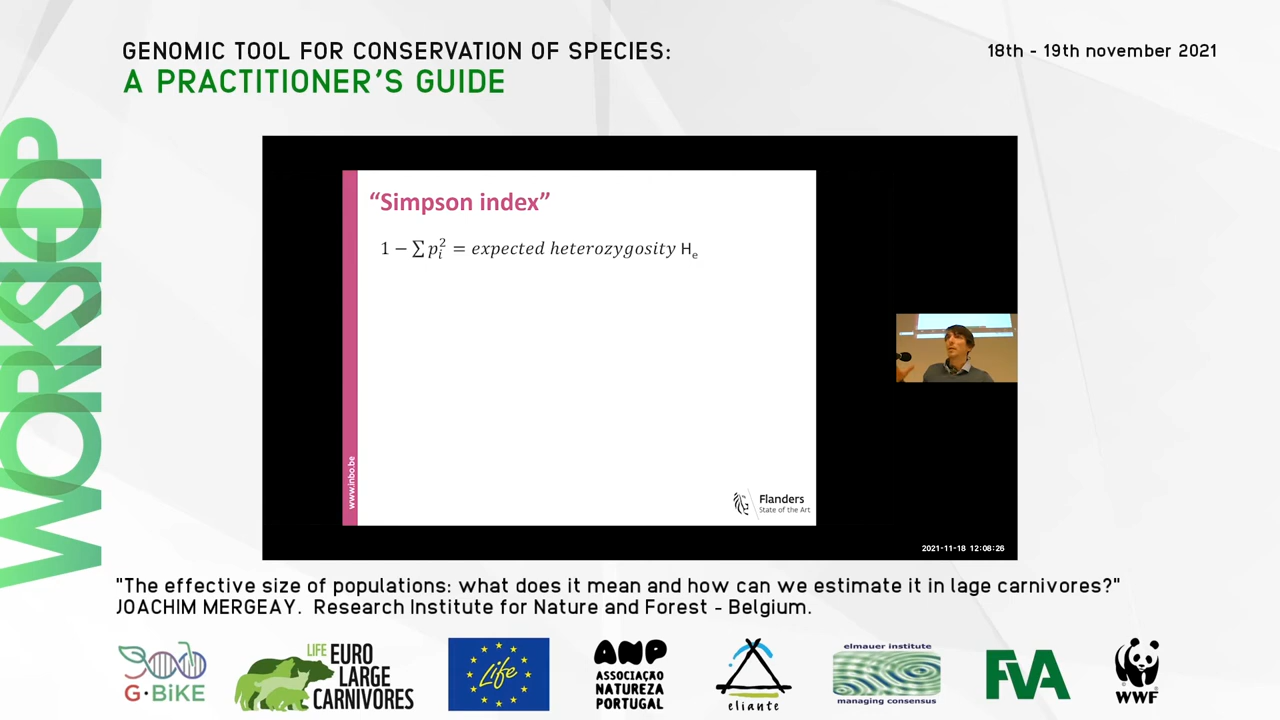 GENOMIC TOOL FOR CONSERVATION OF SPECIES:
A PRACTITIONER'S GUIDE
18th - 19th november 2021
WORKSHOP
“Simpson index”
1 − ∑ p_i^2 = expected heterozygosity H_e
www.inbo.be
Flanders
State of the Art
2021-11-18 12:08:26
"The effective size of populations: what does it mean and how can we estimate it in lage carnivores?"
JOACHIM MERGEAY. Research Institute for Nature and Forest - Belgium.
G·BiKE
LIFE EURO
LARGE
CARNIVORES
Life
ANP
ASSOCIAÇÃO
NATUREZA
PORTUGAL
eliante
elmauer institute
managing consensus
FVA
WWF